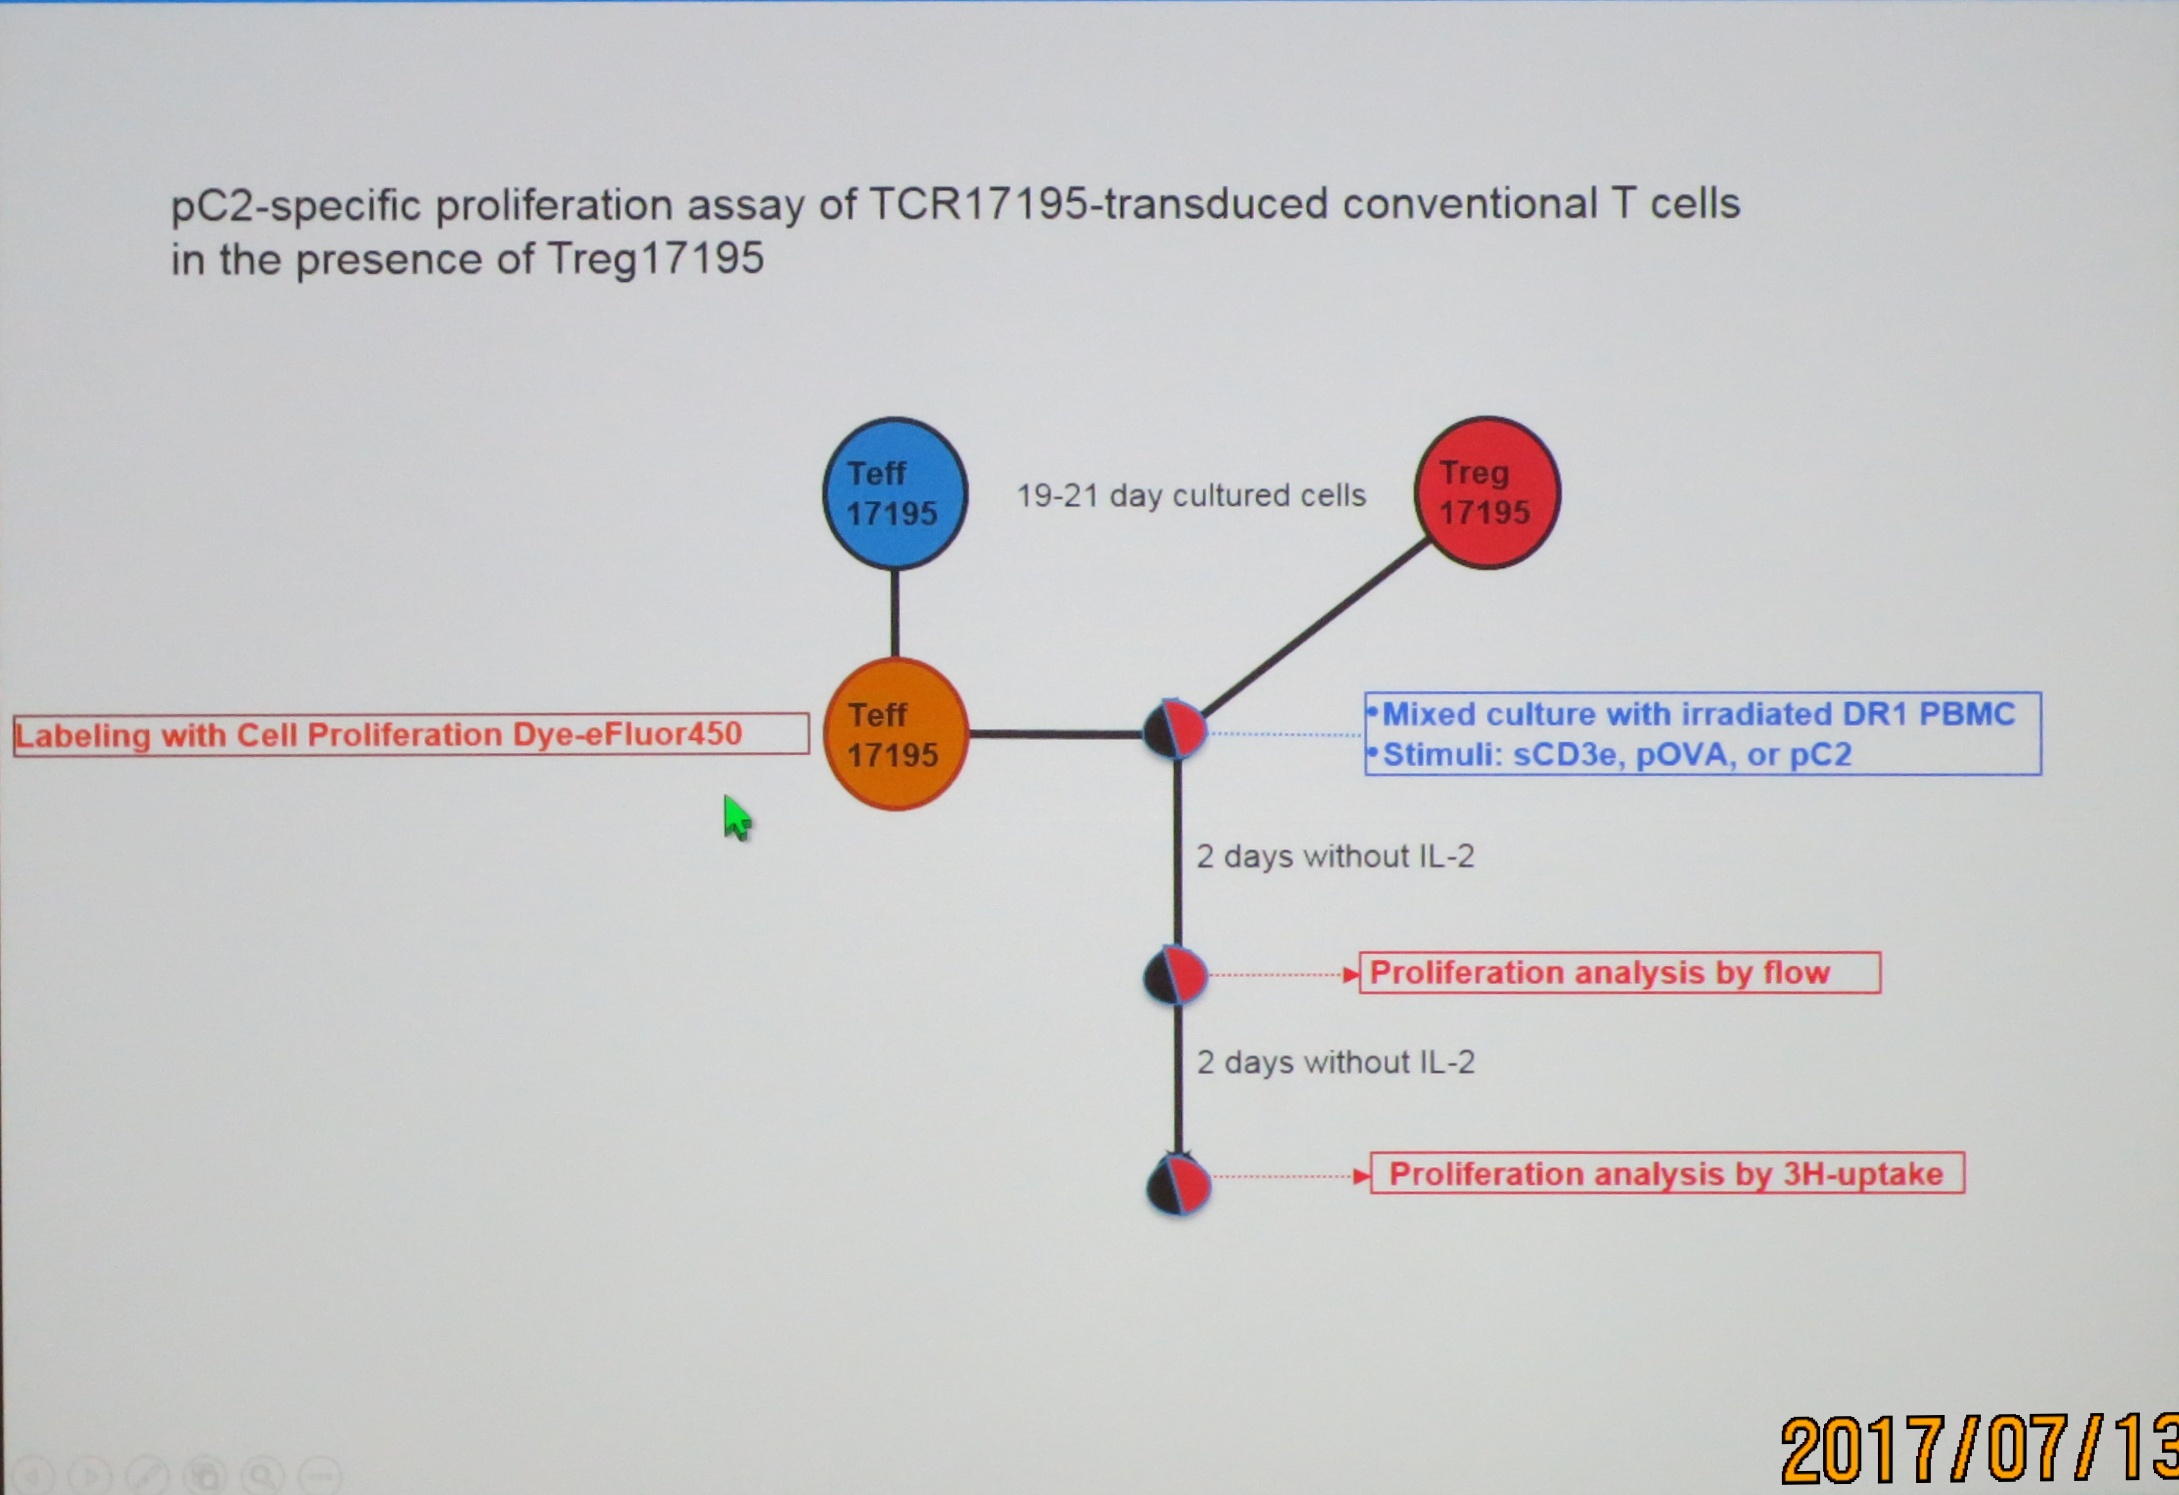 pC2-specific proliferation assay of TCR17195-transduced conventional T cells
in the presence of Treg17195
Teff
17195
19-21 day cultured cells
Treg
17195
Labeling with Cell Proliferation Dye-eFluor450
Teff
17195
•Mixed culture with irradiated DR1 PBMC
•Stimuli: sCD3e, pOVA, or pC2
2 days without IL-2
Proliferation analysis by flow
2 days without IL-2
Proliferation analysis by 3H-uptake
2017/07/13